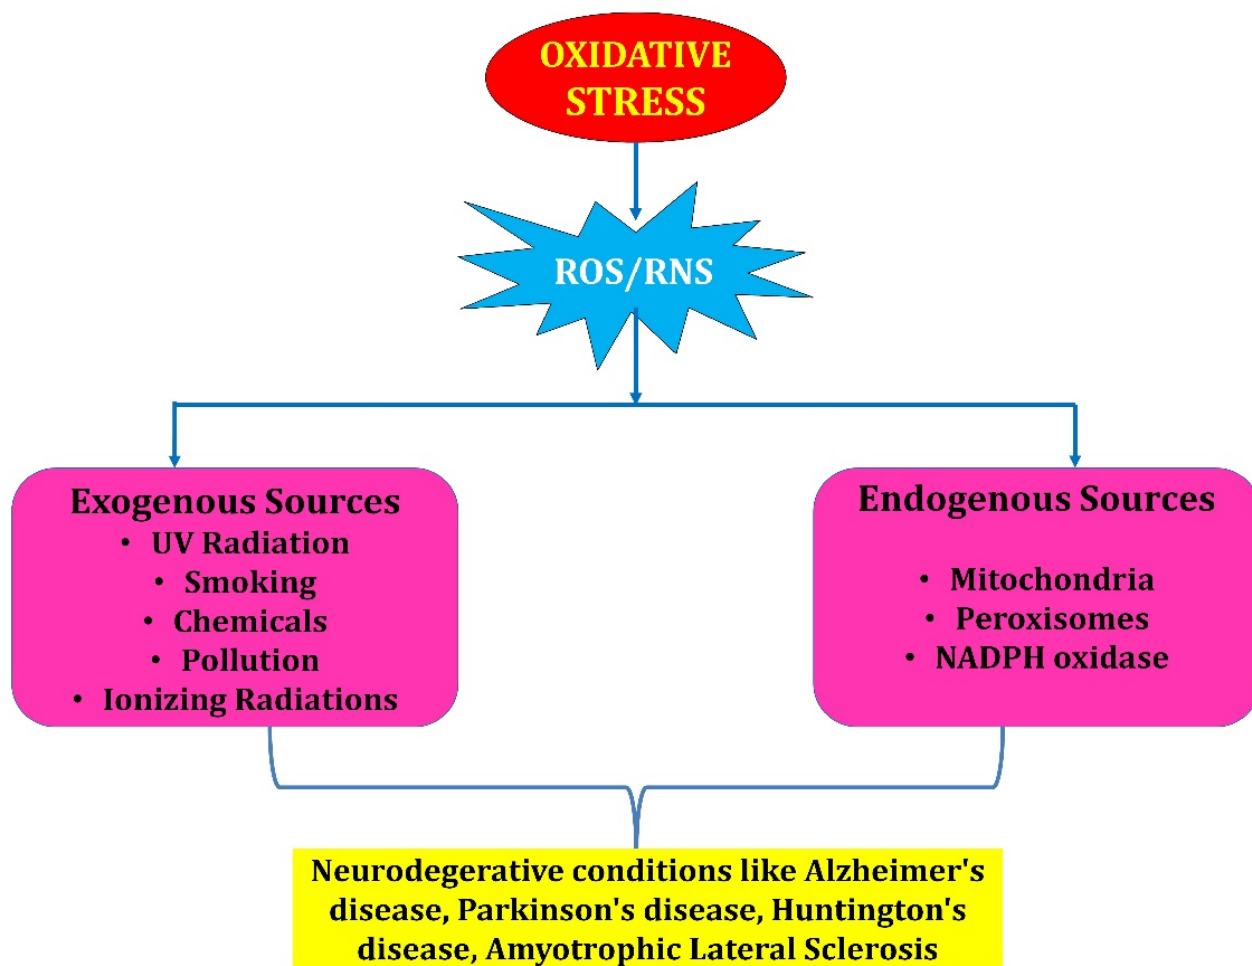 OXIDATIVE
STRESS
ROS/RNS
Exogenous Sources
• UV Radiation
• Smoking
• Chemicals
• Pollution
• Ionizing Radiations
Endogenous Sources
• Mitochondria
• Peroxisomes
• NADPH oxidase
Neurodegerative conditions like Alzheimer's
disease, Parkinson's disease, Huntington's
disease, Amyotrophic Lateral Sclerosis